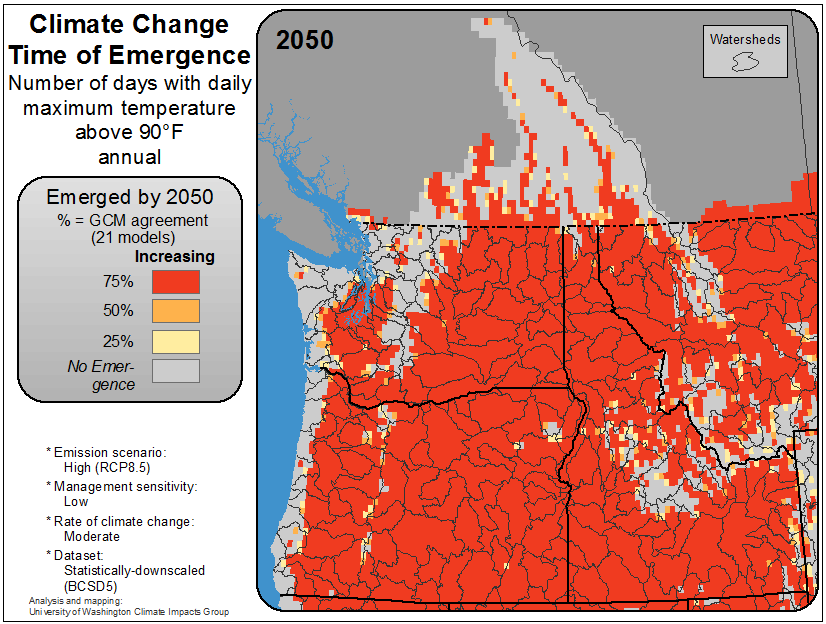 Climate Change
Time of Emergence
Number of days with daily
maximum temperature
above 90°F
annual
Emerged by 2050
% = GCM agreement
(21 models)
Increasing
75%
50%
25%
No Emer-
gence
* Emission scenario:
High (RCP8.5)
* Management sensitivity:
Low
* Rate of climate change:
Moderate
* Dataset:
Statistically-downscaled
(BCSD5)
Analysis and mapping:
University of Washington Climate Impacts Group
2050
Watersheds